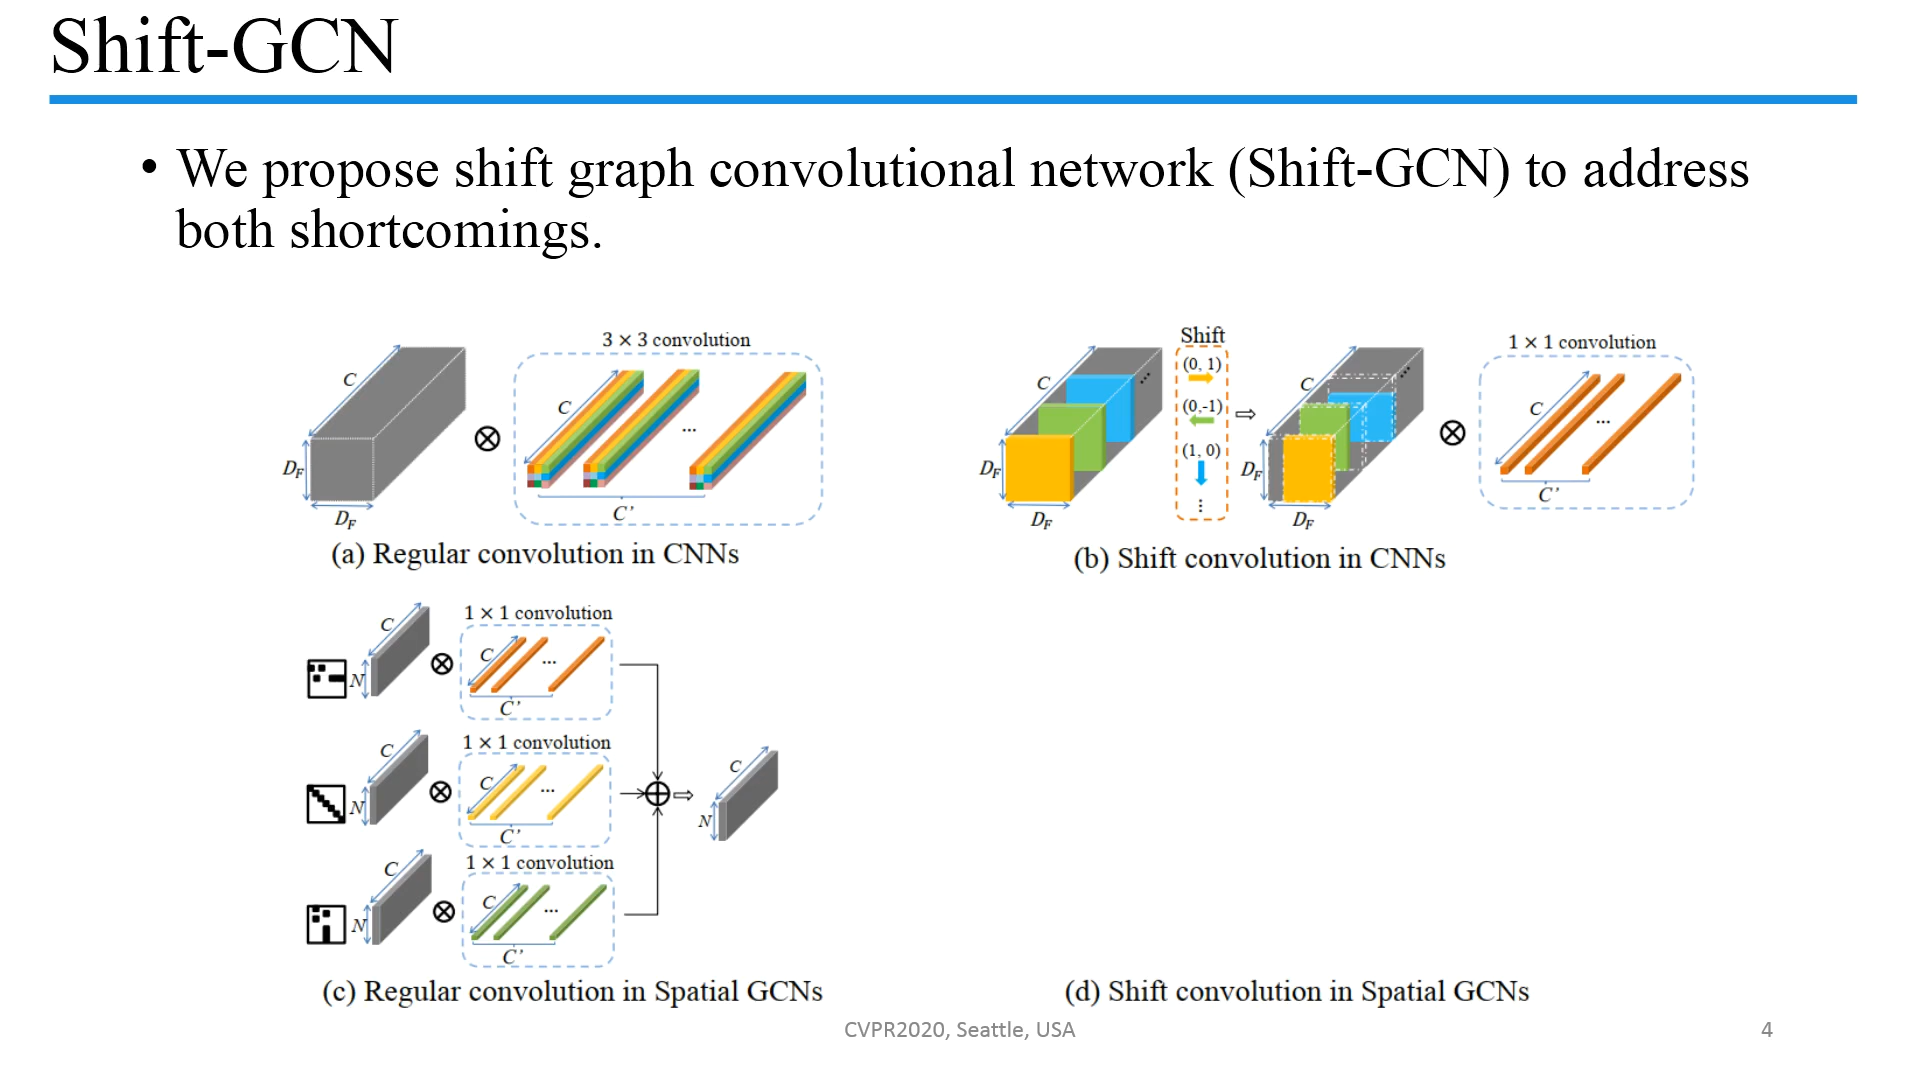 Shift-GCN
• We propose shift graph convolutional network (Shift-GCN) to address
both shortcomings.
3 × 3 convolution
C
D_F
D_F
⊗
C
...
C'
(a) Regular convolution in CNNs
Shift
1 × 1 convolution
C
...
D_F
D_F
(0, 1)
(0,-1)
(1, 0)
⋮
⇨
C
...
D_F
D_F
⊗
C
...
C'
(b) Shift convolution in CNNs
1 × 1 convolution
C
N
⊗
C
...
C'
1 × 1 convolution
C
N
⊗
C
...
C'
⊕
⇨
C
N
1 × 1 convolution
C
N
⊗
C
...
C'
(c) Regular convolution in Spatial GCNs
(d) Shift convolution in Spatial GCNs
CVPR2020, Seattle, USA
4